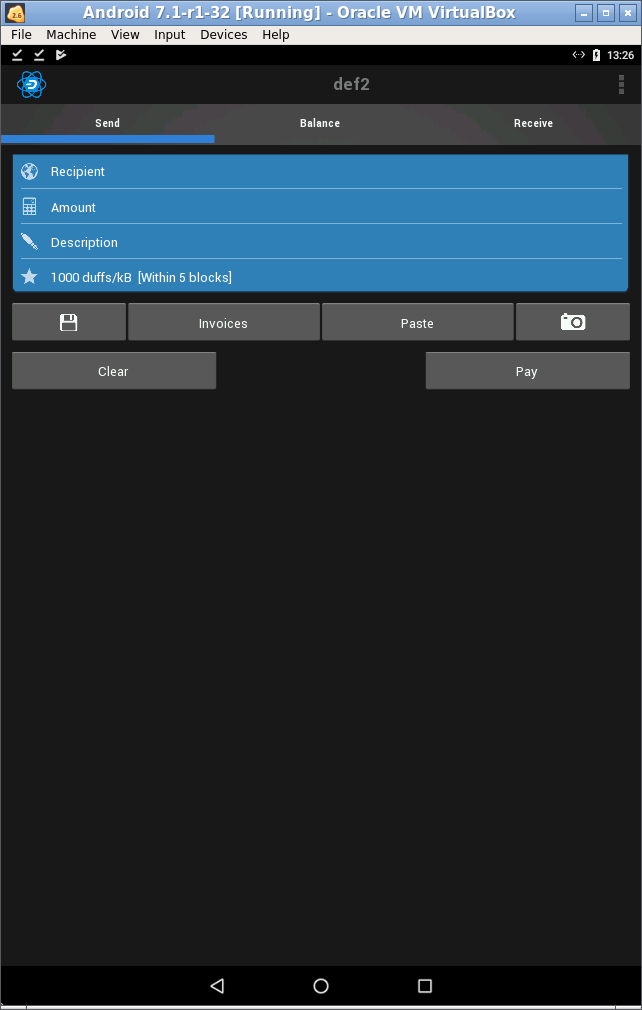 Android 7.1-r1-32 [Running] - Oracle VM VirtualBox
File Machine View Input Devices Help
13:26
def2
Send Balance Receive
Recipient
Amount
Description
1000 duffs/kB [Within 5 blocks]
Invoices Paste
Clear Pay